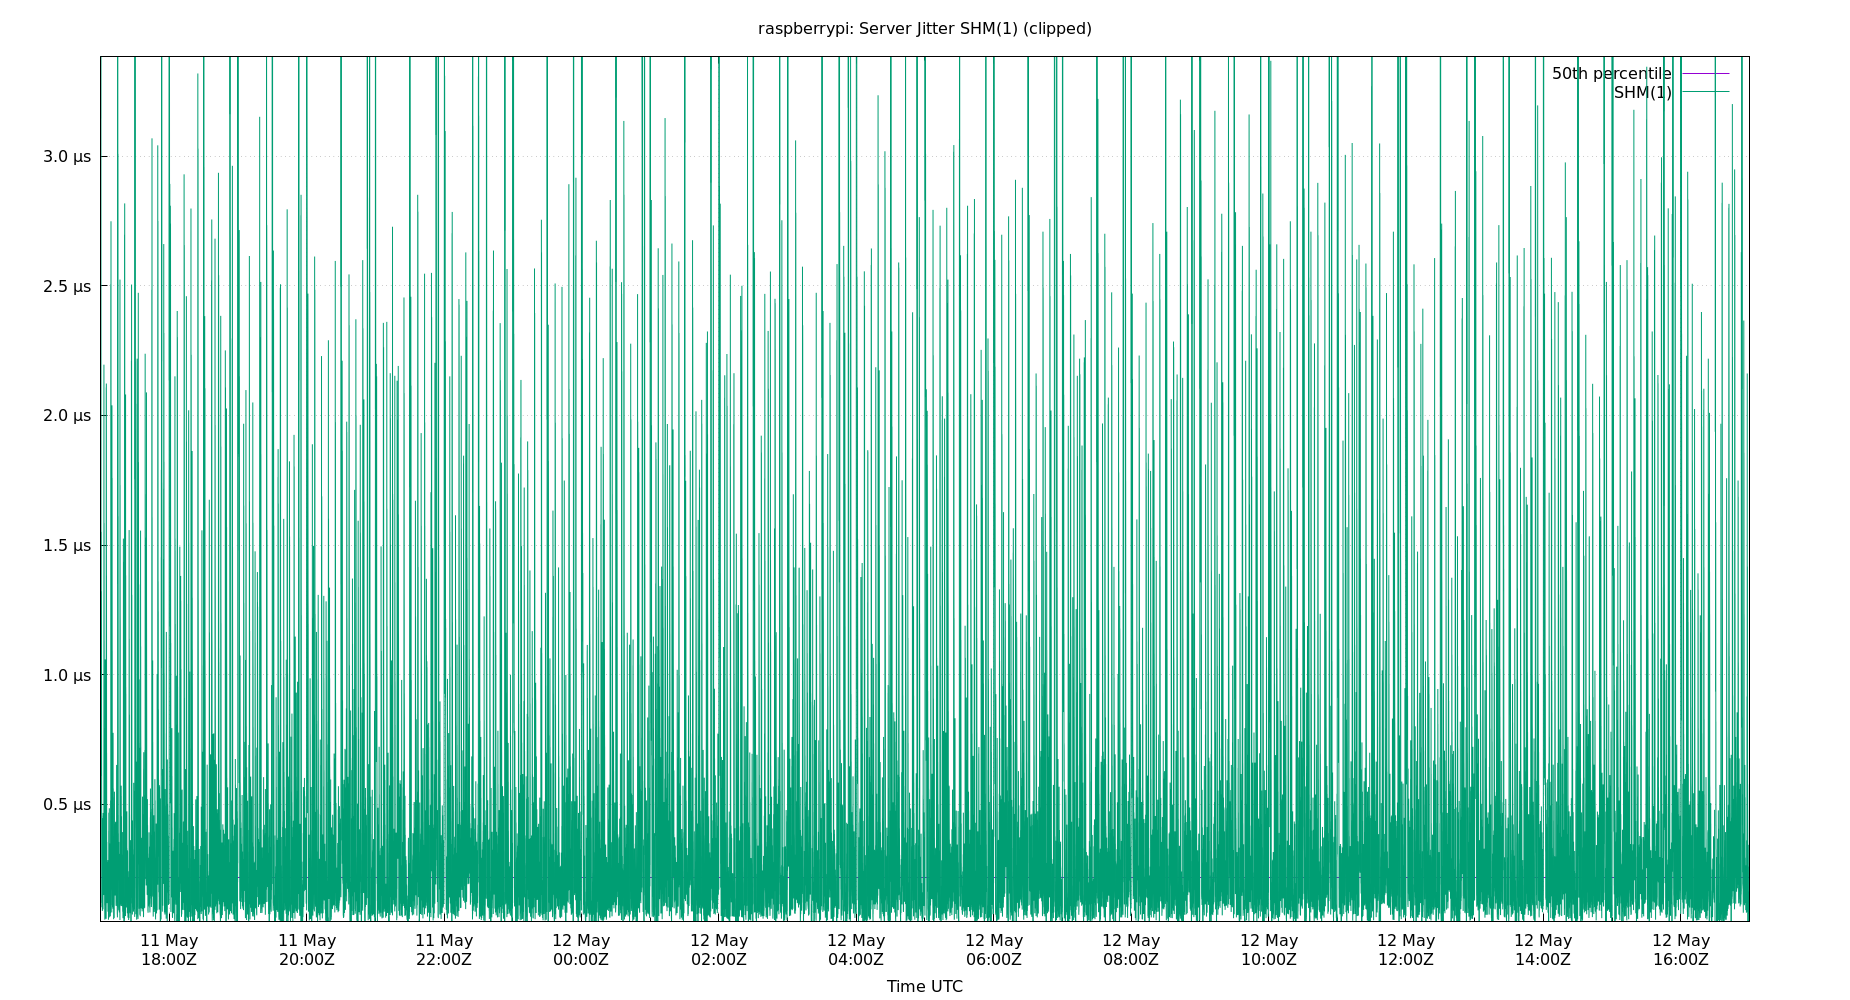 raspberrypi: Server Jitter SHM(1) (clipped)
50th percentile
SHM(1)
3.0 µs
2.5 µs
2.0 µs
1.5 µs
1.0 µs
0.5 µs
11 May 11 May 11 May 12 May 12 May 12 May 12 May 12 May 12 May 12 May 12 May 12 May
18:00Z 20:00Z 22:00Z 00:00Z 02:00Z 04:00Z 06:00Z 08:00Z 10:00Z 12:00Z 14:00Z 16:00Z
Time UTC